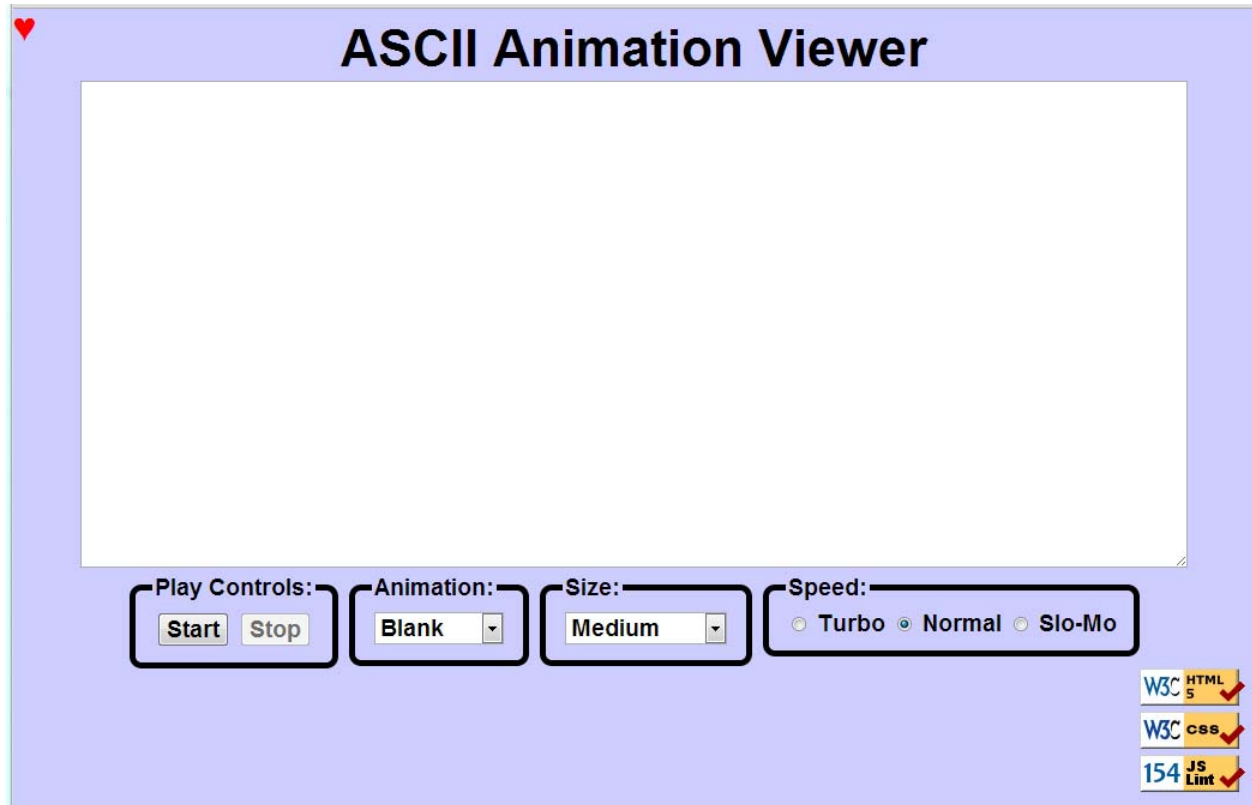 ♥
ASCII Animation Viewer
Play Controls: Animation: Size: Speed:
Start Stop Blank Medium Turbo Normal Slo-Mo
W3C HTML 5
W3C css
154 JS Lint